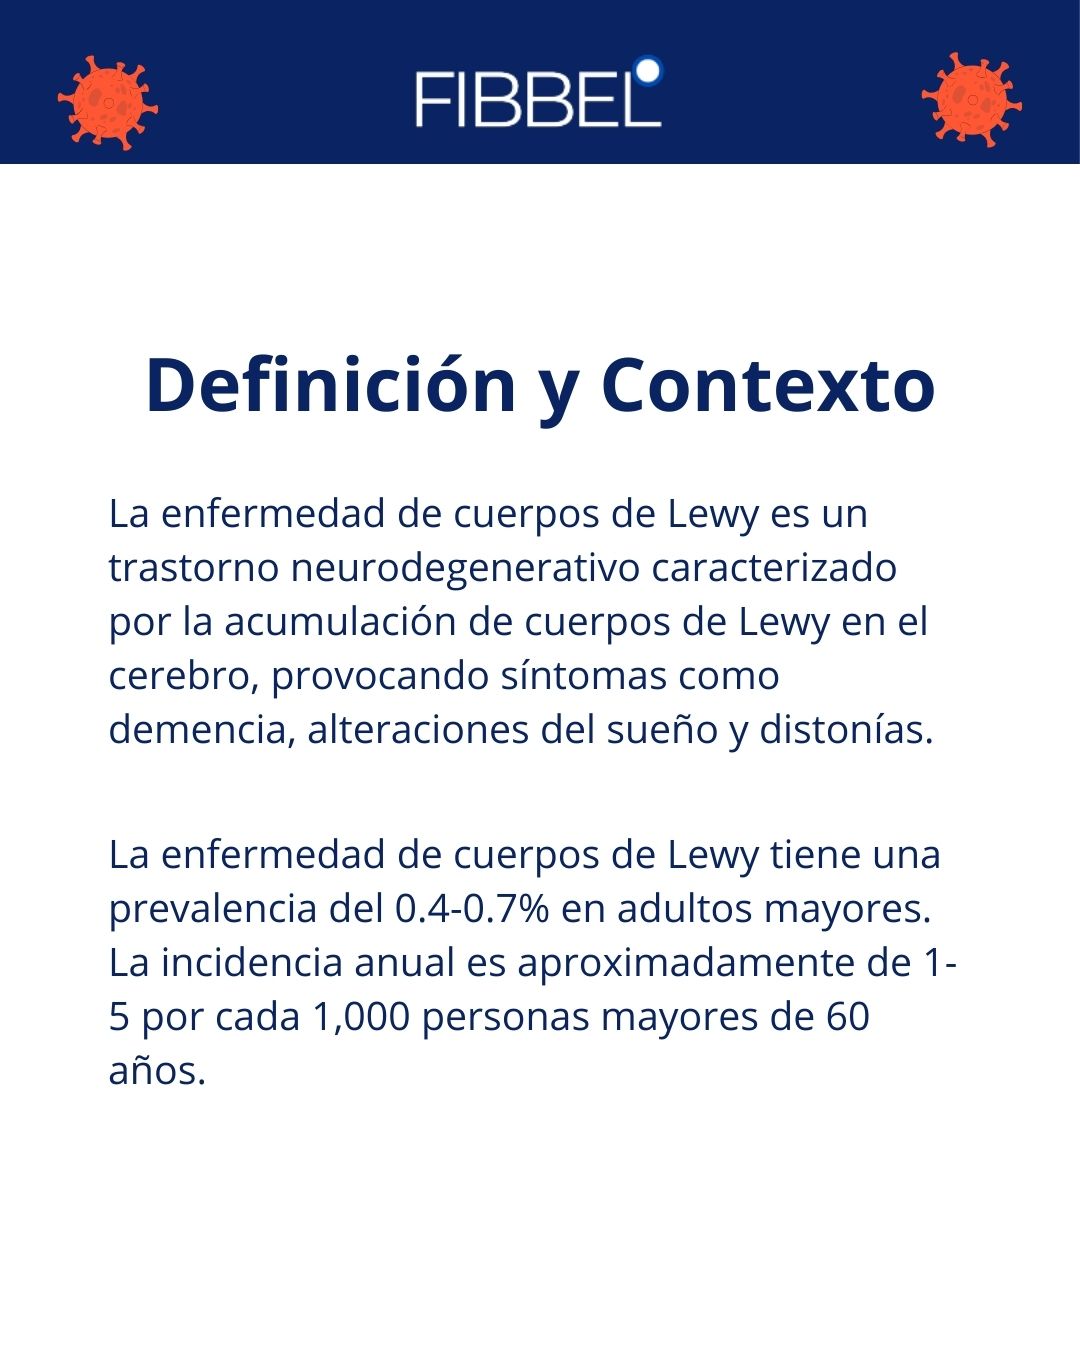 FIBBEL
Definición y Contexto
La enfermedad de cuerpos de Lewy es un
trastorno neurodegenerativo caracterizado
por la acumulación de cuerpos de Lewy en el
cerebro, provocando síntomas como
demencia, alteraciones del sueño y distonías.
La enfermedad de cuerpos de Lewy tiene una
prevalencia del 0.4-0.7% en adultos mayores.
La incidencia anual es aproximadamente de 1-
5 por cada 1,000 personas mayores de 60
años.